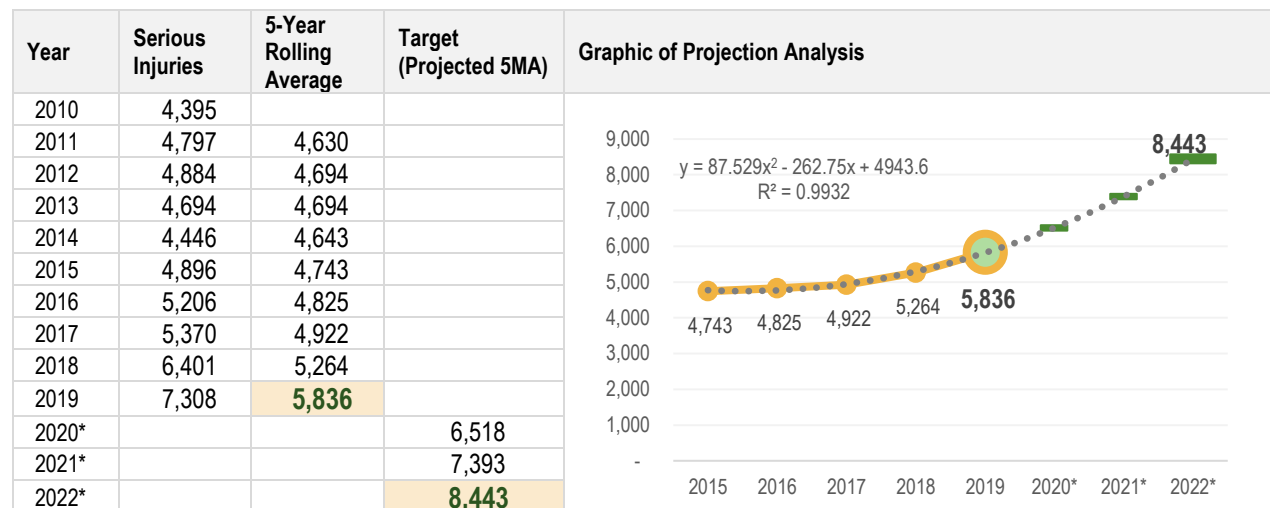 Year Serious Injuries 5-Year Rolling Average Target (Projected 5MA) Graphic of Projection Analysis
2010 4,395
2011 4,797 4,630
2012 4,884 4,694
2013 4,694 4,694
2014 4,446 4,643
2015 4,896 4,743
2016 5,206 4,825
2017 5,370 4,922
2018 6,401 5,264
2019 7,308 5,836
2020* 6,518
2021* 7,393
2022* 8,443
9,000
8,000
7,000
6,000
5,000
4,000
3,000
2,000
1,000
-
y = 87.529x² - 262.75x + 4943.6
R² = 0.9932
8,443
4,743 4,825 4,922 5,264 5,836
2015 2016 2017 2018 2019 2020* 2021* 2022*